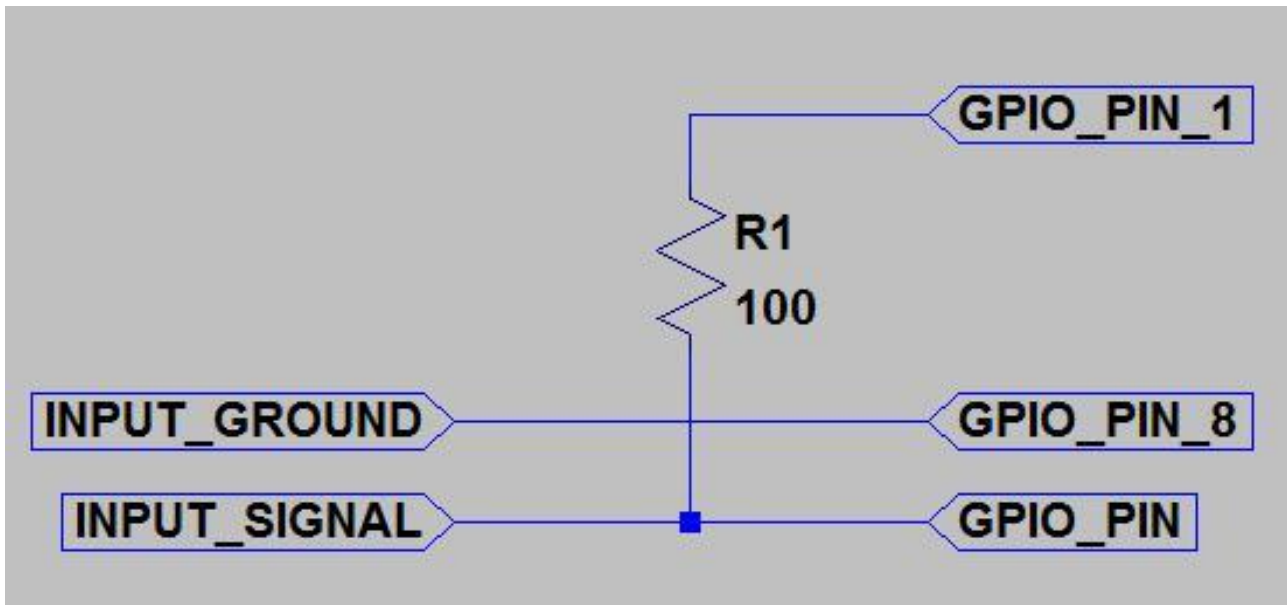 GPIO_PIN_1
R1
100
INPUT_GROUND GPIO_PIN_8
INPUT_SIGNAL GPIO_PIN